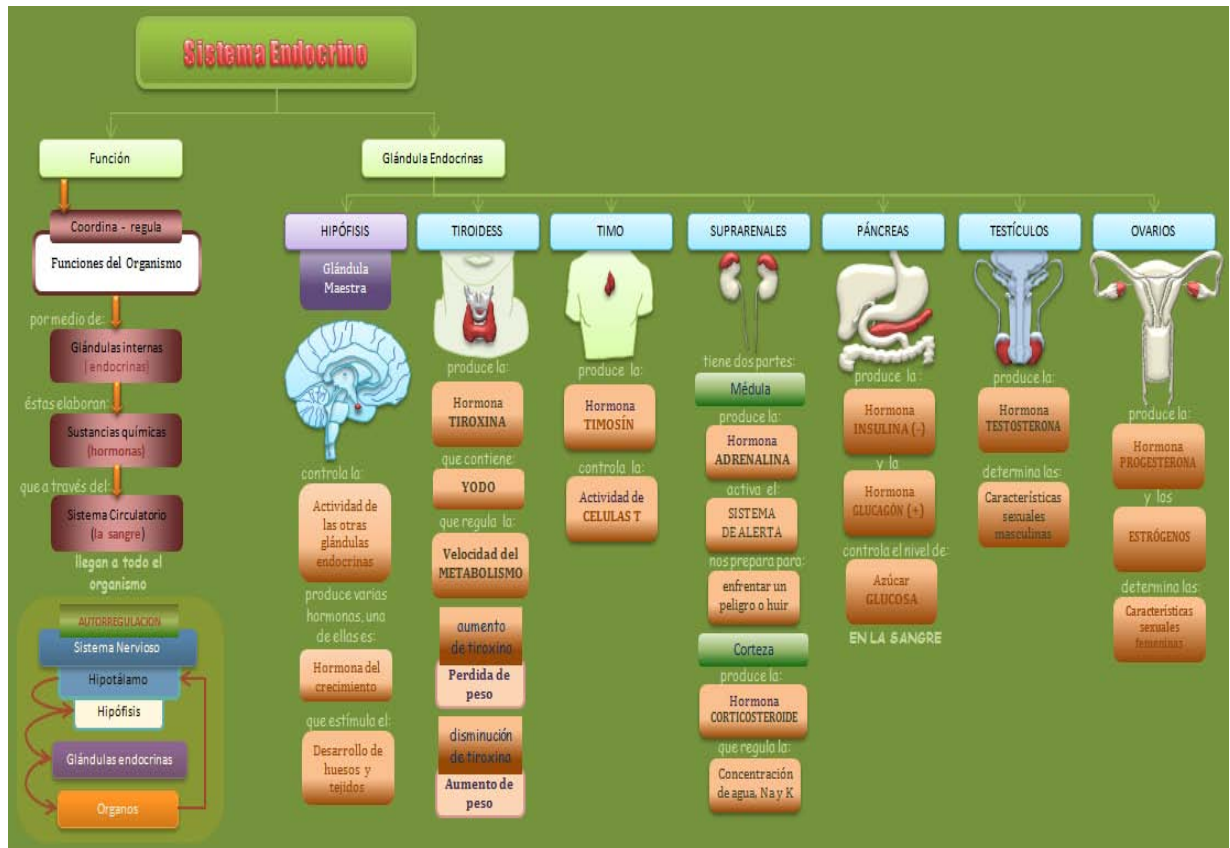 Sistema Endocrino
Función
Coordina - regula
Funciones del Organismo
por medio de:
Glándulas internas
( endocrinas)
éstas elaboran:
Sustancias químicas
(hormonas)
que a través del:
Sistema Circulatorio
(la sangre)
llegan a todo el
organismo
AUTORREGULACION
Sistema Nervioso
Hipotálamo
Hipófisis
Glándulas endocrinas
Organos
Glándula Endocrinas
HIPÓFISIS
Glándula
Maestra
controla la:
Actividad de
las otras
glándulas
endocrinas
produce varias
hormonas, una
de ellas es:
Hormona del
crecimiento
que estímula el:
Desarrollo de
huesos y
tejidos
TIROIDESS
produce la:
Hormona
TIROXINA
que contiene:
YODO
que regula la:
Velocidad del
METABOLISMO
aumento
de tiroxina
Perdida de
peso
disminución
de tiroxina
Aumento de
peso
TIMO
produce la:
Hormona
TIMOSÍN
controla la:
Actividad de
CELULAS T
SUPRARENALES
tiene dos partes:
Médula
produce la:
Hormona
ADRENALINA
activa el:
SISTEMA
DE ALERTA
nos prepara para:
enfrentar un
peligro o huir
Corteza
produce la:
Hormona
CORTICOSTEROIDE
que regula la:
Concentración
de agua, Na y K
PÁNCREAS
produce la :
Hormona
INSULINA (-)
y la
Hormona
GLUCAGÓN (+)
controla el nivel de:
Azúcar
GLUCOSA
EN LA SANGRE
TESTÍCULOS
produce la:
Hormona
TESTOSTERONA
determina las:
Características
sexuales
masculinas
OVARIOS
produce la:
Hormona
PROGESTERONA
y los
ESTRÓGENOS
determina las:
Características
sexuales
femeninas